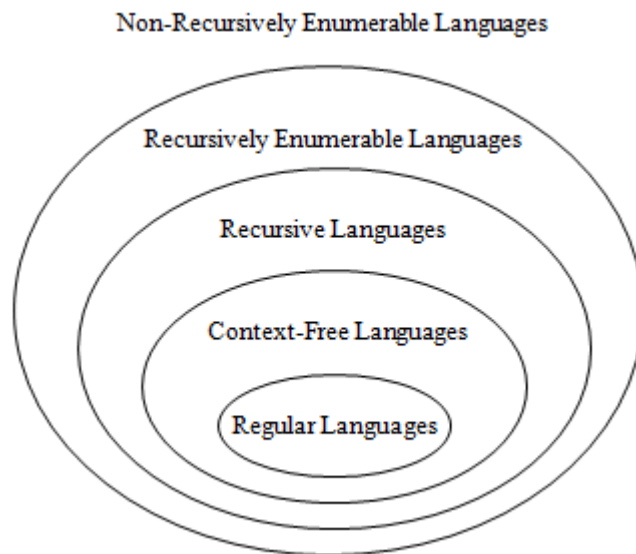 Non-Recursively Enumerable Languages
Recursively Enumerable Languages
Recursive Languages
Context-Free Languages
Regular Languages